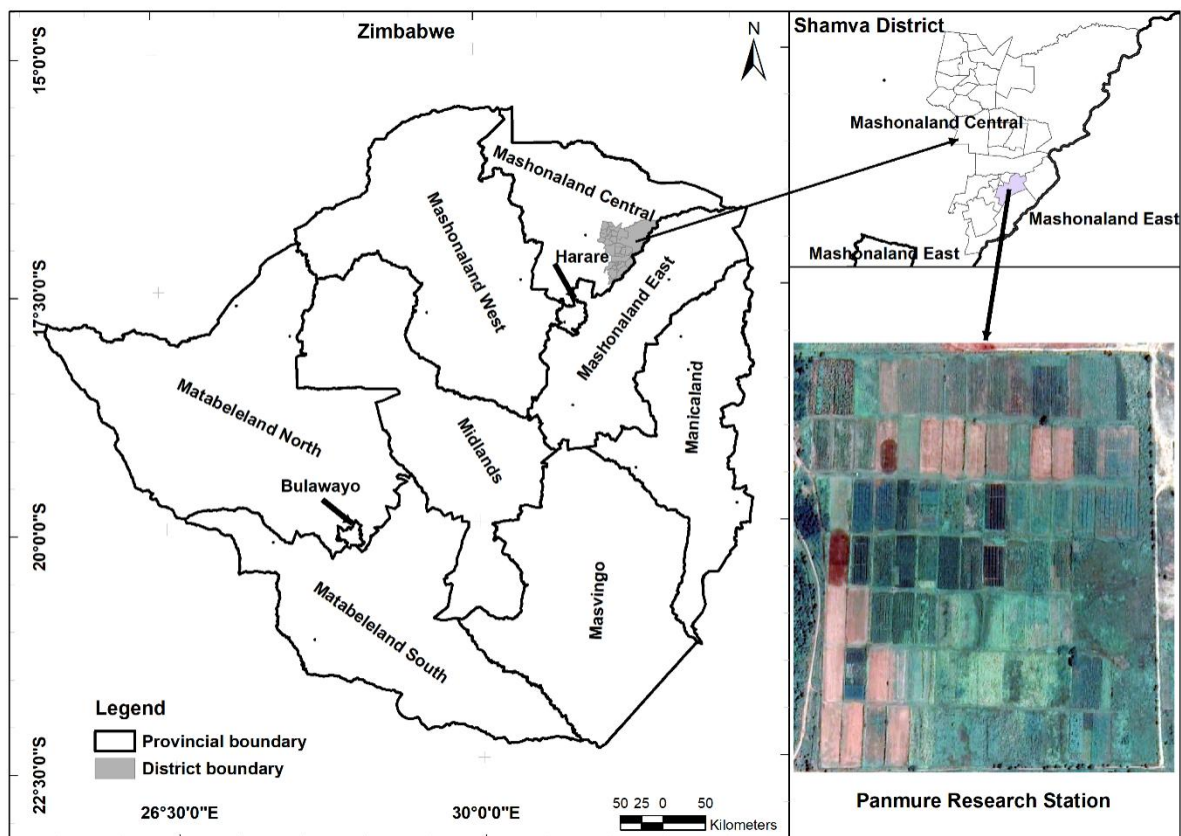 Zimbabwe
N
15°0'0"S
17°30'0"S
20°0'0"S
22°30'0"S
26°30'0"E
30°0'0"E
Mashonaland Central
Mashonaland West
Harare
Mashonaland East
Manicaland
Matabeleland North
Midlands
Bulawayo
Masvingo
Matabeleland South
Legend
Provincial boundary
District boundary
50 25 0 50
Kilometers
Shamva District
Mashonaland Central
Mashonaland East
Mashonaland East
Panmure Research Station